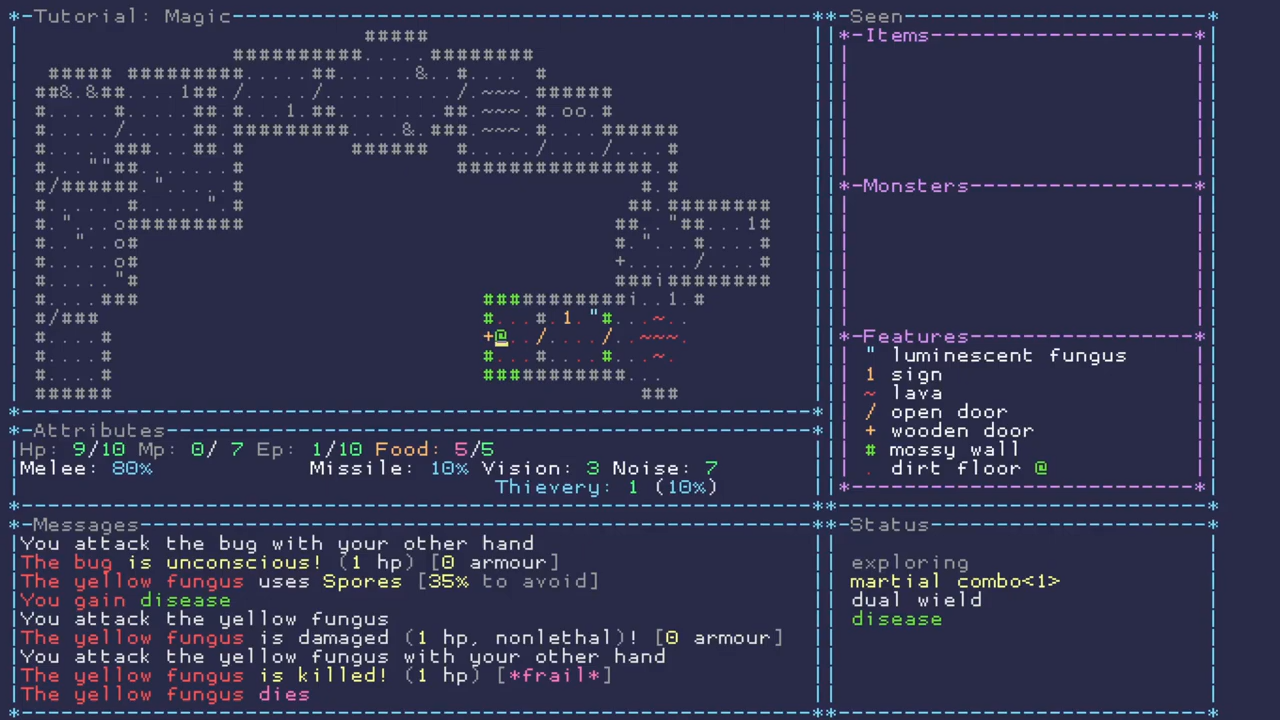 Tutorial: Magic
Seen
Items
Monsters
Features
" luminescent fungus
1 sign
~ lava
/ open door
+ wooden door
# mossy wall
. dirt floor @
Attributes
Hp: 9/10 Mp: 0/ 7 Ep: 1/10 Food: 5/5
Melee: 80% Missile: 10% Vision: 3 Noise: 7
Thievery: 1 (10%)
Messages
You attack the bug with your other hand
The bug is unconscious! (1 hp) [0 armour]
The yellow fungus uses Spores [35% to avoid]
You gain disease
You attack the yellow fungus
The yellow fungus is damaged (1 hp, nonlethal)! [0 armour]
You attack the yellow fungus with your other hand
The yellow fungus is killed! (1 hp) [*frail*]
The yellow fungus dies
Status
exploring
martial combo<1>
dual wield
disease